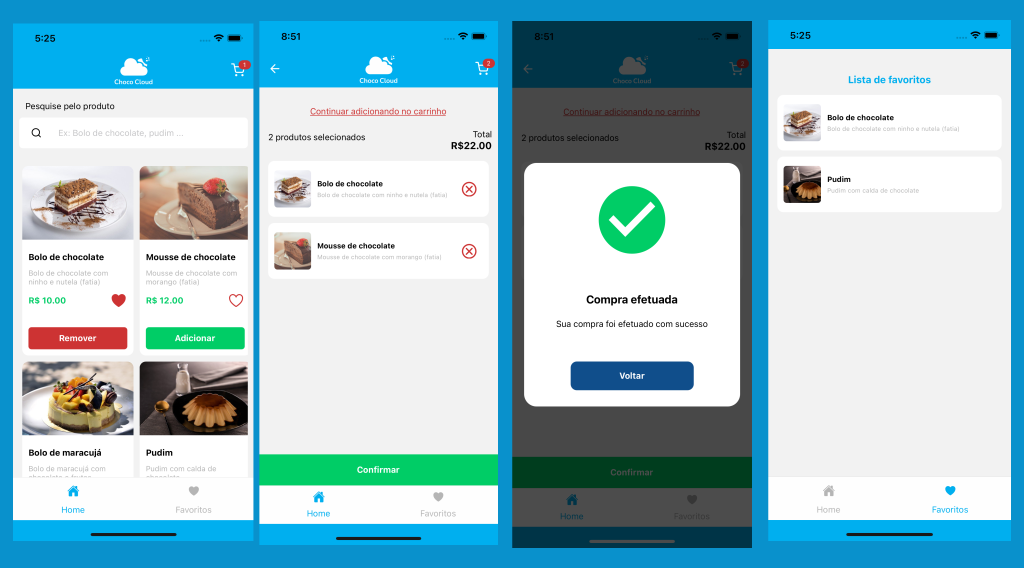 5:25
1
Choco Cloud
Pesquise pelo produto
Ex: Bolo de chocolate, pudim ...
Bolo de chocolate
Bolo de chocolate com
ninho e nutela (fatia)
R$ 10.00
Remover
Mousse de chocolate
Mousse de chocolate com
morango (fatia)
R$ 12.00
Adicionar
Bolo de maracujá
Bolo de maracujá com
Pudim
Pudim com calda de
Home
Favoritos
8:51
2
Choco Cloud
Continuar adicionando no carrinho
2 produtos selecionados
Total
R$22.00
Bolo de chocolate
Bolo de chocolate com ninho e nutela (fatia)
Mousse de chocolate
Mousse de chocolate com morango (fatia)
Confirmar
Home
Favoritos
8:51
2
Choco Cloud
Continuar adicionando no carrinho
2 produtos selecionados
Total
R$22.00
Compra efetuada
Sua compra foi efetuado com sucesso
Voltar
Confirmar
Home
Favoritos
5:25
Lista de favoritos
Bolo de chocolate
Bolo de chocolate com ninho e nutela (fatia)
Pudim
Pudim com calda de chocolate
Home
Favoritos